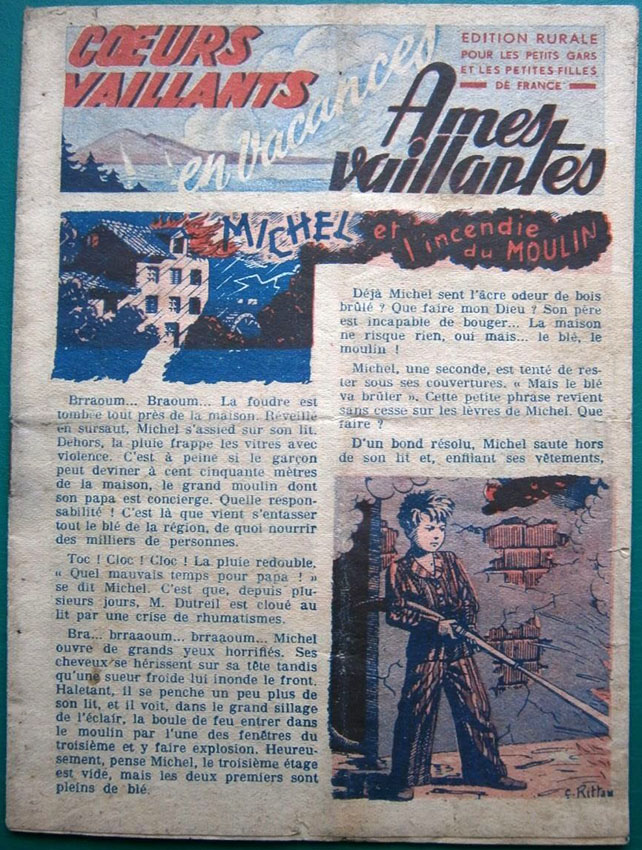 CŒURS
VAILLANTS
en vacances
Ames
vaillantes
EDITION RURALE
POUR LES PETITS GARS
ET LES PETITES FILLES
DE FRANCE
MICHEL et l'incendie
du MOULIN
Brraoum... Braoum... La foudre est
tombée tout près de la maison. Réveillé
en sursaut, Michel s'assied sur son lit.
Dehors, la pluie frappe les vitres avec
violence. C'est à peine si le garçon
peut deviner à cent cinquante mètres
de la maison, le grand moulin dont
son papa est concierge. Quelle respon-
sabilité ! C'est là que vient s'entasser
tout le blé de la région, de quoi nourrir
des milliers de personnes.
Toc ! Cloc ! Cloc ! La pluie redouble.
« Quel mauvais temps pour papa ! »
se dit Michel. C'est que, depuis plu-
sieurs jours, M. Dutreil est cloué au
lit par une crise de rhumatismes.
Bra... brraaoum... brraaoum... Michel
ouvre de grands yeux horrifiés. Ses
cheveux se hérissent sur sa tête tandis
qu'une sueur froide lui inonde le front.
Haletant, il se penche un peu plus de
son lit, et il voit, dans le grand sillage
de l'éclair, la boule de feu entrer dans
le moulin par l'une des fenêtres du
troisième et y faire explosion. Heureu-
sement, pense Michel, le troisième étage
est vide, mais les deux premiers sont
pleins de blé.
Déjà Michel sent l'âcre odeur de bois
brûlé ? Que faire mon Dieu ? Son père
est incapable de bouger... La maison
ne risque rien, oui mais... le blé, le
moulin !
Michel, une seconde, est tenté de res-
ter sous ses couvertures. « Mais le blé
va brûler ». Cette petite phrase revient
sans cesse sur les lèvres de Michel. Que
faire ?
D'un bond résolu, Michel saute hors
de son lit et, enfilant ses vêtements,